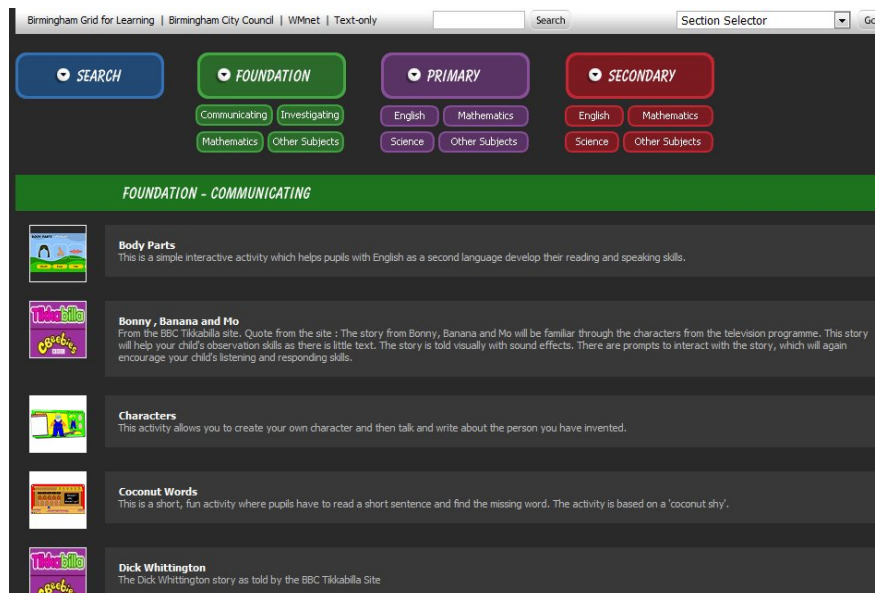 Birmingham Grid for Learning | Birmingham City Council | WMnet | Text-only
Search
Section Selector
Go
SEARCH
FOUNDATION
PRIMARY
SECONDARY
Communicating
Investigating
English
Mathematics
English
Mathematics
Mathematics
Other Subjects
Science
Other Subjects
Science
Other Subjects
FOUNDATION - COMMUNICATING
Body Parts
This is a simple interactive activity which helps pupils with English as a second language develop their reading and speaking skills.
Tikkabilla
CBeebies
BBC
Bonny , Banana and Mo
From the BBC Tikkabilla site. Quote from the site : The story from Bonny, Banana and Mo will be familiar through the characters from the television programme. This story
will help your child's observation skills as there is little text. The story is told visually with sound effects. There are prompts to interact with the story, which will again
encourage your child's listening and responding skills.
Characters
This activity allows you to create your own character and then talk and write about the person you have invented.
Coconut Words
This is a short, fun activity where pupils have to read a short sentence and find the missing word. The activity is based on a 'coconut shy'.
Tikkabilla
CBeebies
Dick Whittington
The Dick Whittington story as told by the BBC Tikkabilla Site